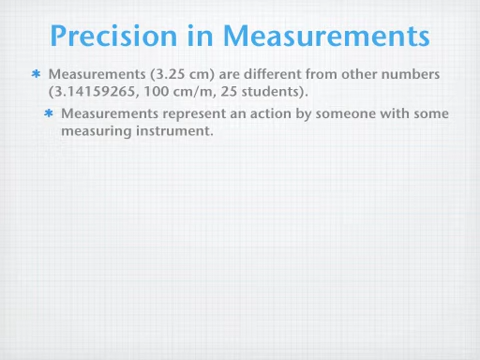 Precision in Measurements
* Measurements (3.25 cm) are different from other numbers
(3.14159265, 100 cm/m, 25 students).
* Measurements represent an action by someone with some
measuring instrument.